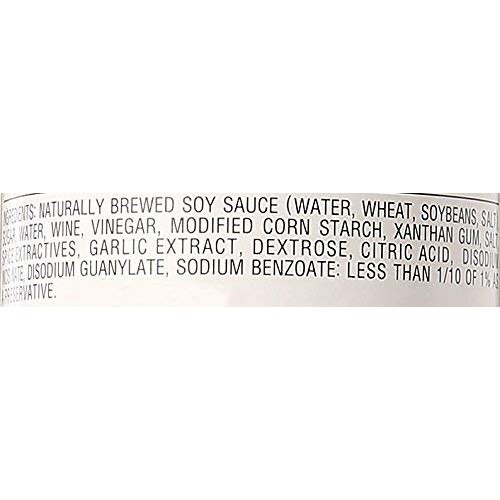 INGREDIENTS: NATURALLY BREWED SOY SAUCE (WATER, WHEAT, SOYBEANS, SALT
SUGAR WATER, WINE, VINEGAR, MODIFIED CORN STARCH, XANTHAN GUM, SALT
SPICE EXTRACTIVES, GARLIC EXTRACT, DEXTROSE, CITRIC ACID, DISODIUM
DISODIUM GUANYLATE, SODIUM BENZOATE: LESS THAN 1/10 OF 1% AS
PRESERVATIVE.